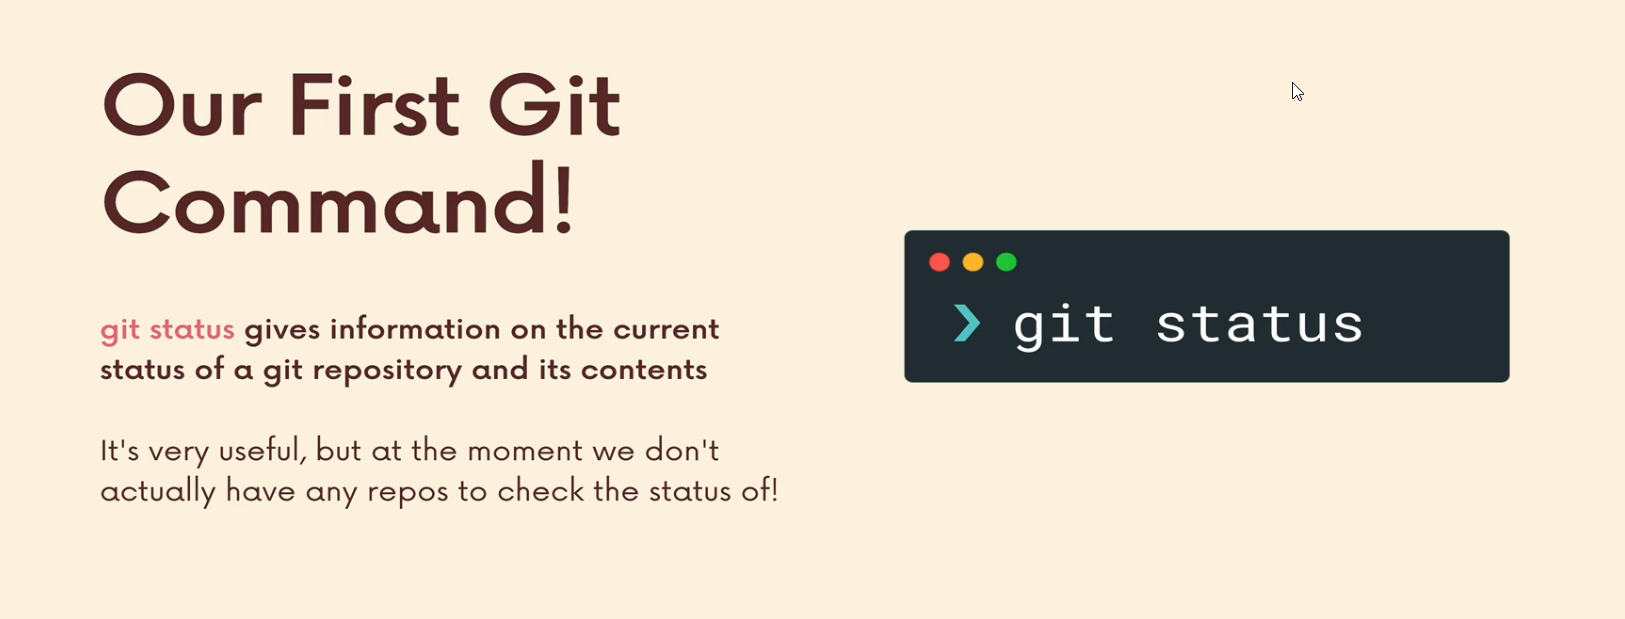 Our First Git
Command!
git status gives information on the current
status of a git repository and its contents
It's very useful, but at the moment we don't
actually have any repos to check the status of!
❯ git status